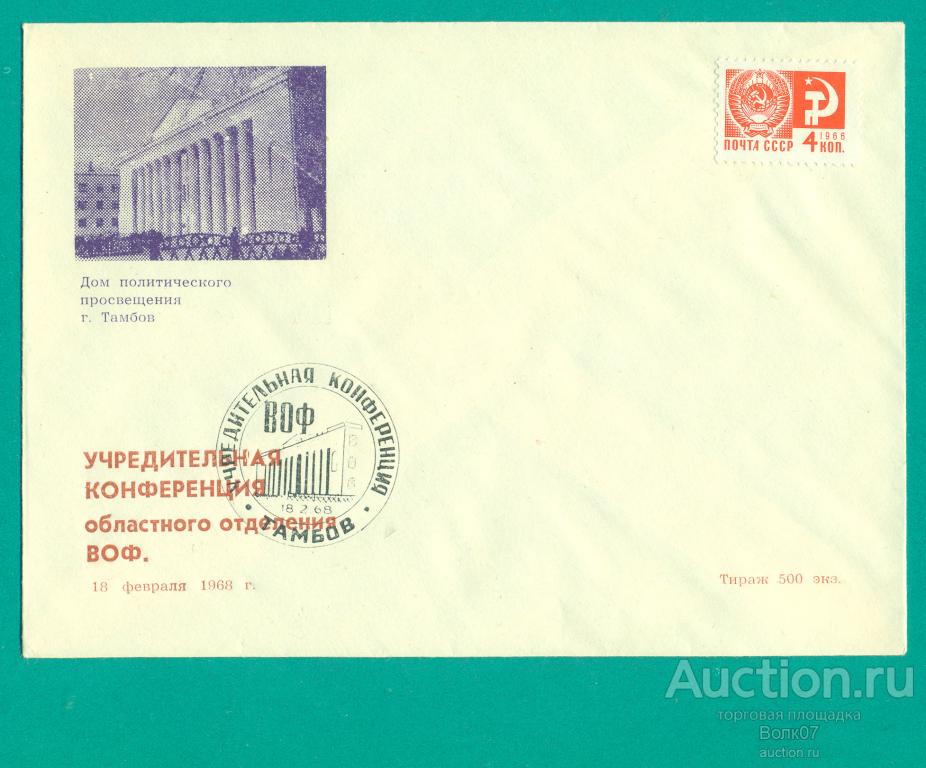 ПОЧТА СССР 4 1966 КОП.
Дом политического
просвещения
г. Тамбов
УЧРЕДИТЕЛЬНАЯ КОНФЕРЕНЦИЯ
ВОФ
18 2 68
• ТАМБОВ •
УЧРЕДИТЕЛЬНАЯ
КОНФЕРЕНЦИЯ
областного отделения
ВОФ.
18 февраля 1968 г.
Тираж 500 экз.
Auction.ru
торговая площадка
Волк07
auction.ru